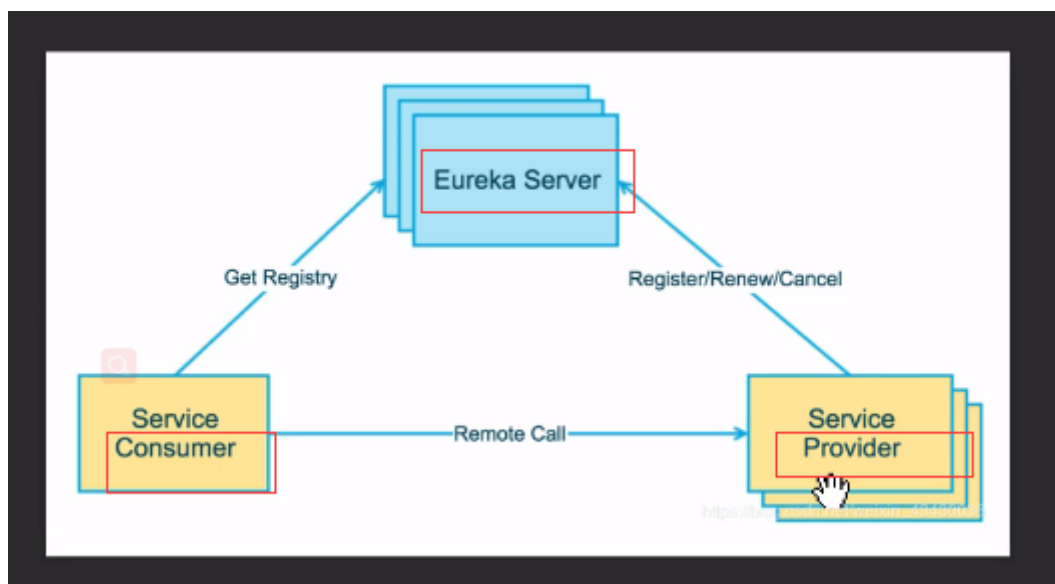 Eureka Server
Get Registry
Register/Renew/Cancel
Service
Consumer
Remote Call
Service
Provider